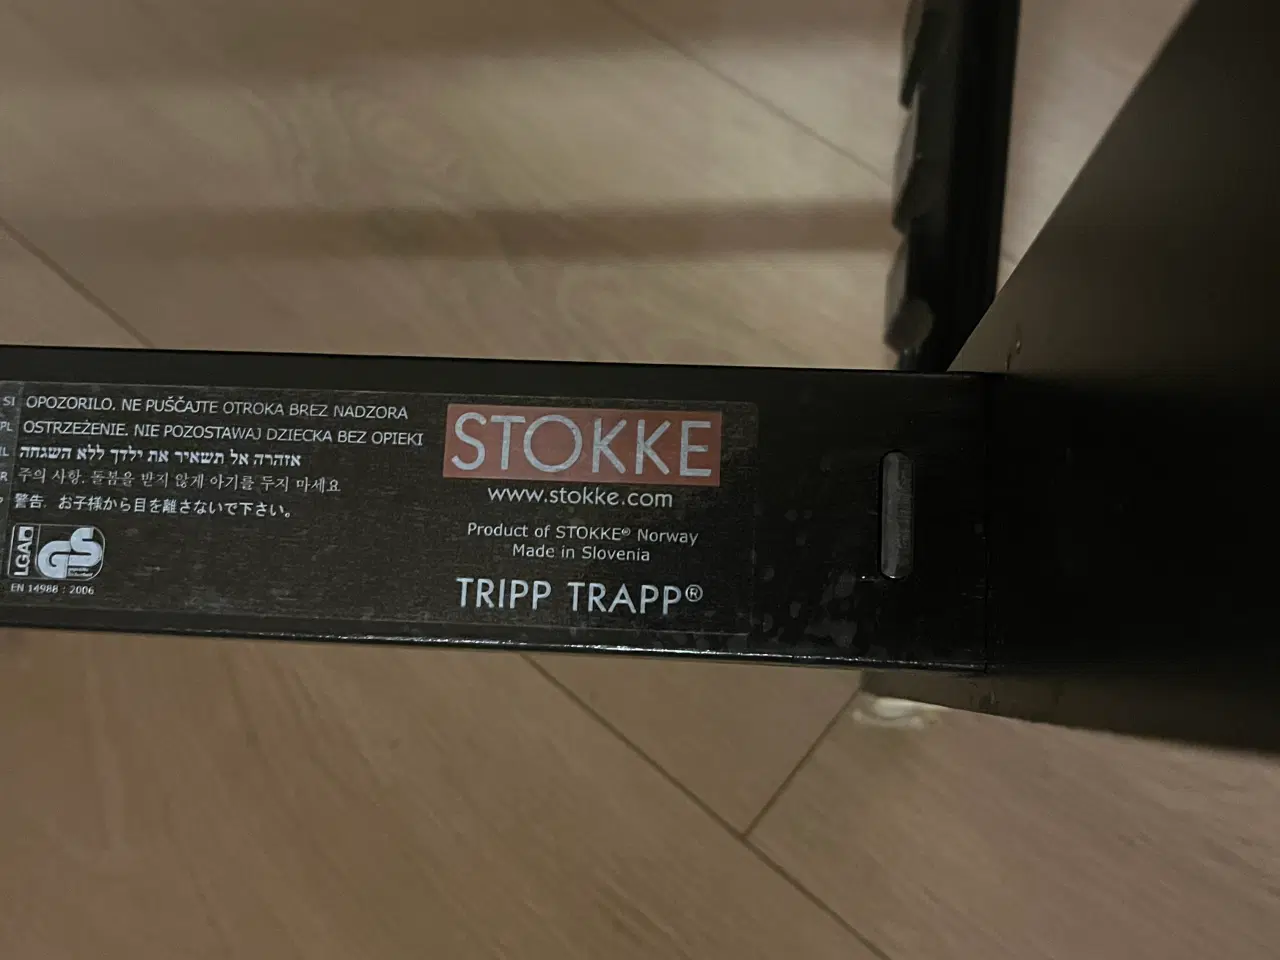 SI OPOZORILO. NE PUŠČAJTE OTROKA BREZ NADZORA
PL OSTRZEŻENIE. NIE POZOSTAWAJ DZIECKA BEZ OPIEKI
אזהרה אל תשאיר את ילדך ללא השגחה
주의 사항. 돌봄을 받지 않게 아기를 두지 마세요
警告. お子様から目を離さないで下さい。
LGA GS
EN 14988 : 2006
STOKKE
www.stokke.com
Product of STOKKE® Norway
Made in Slovenia
TRIPP TRAPP®